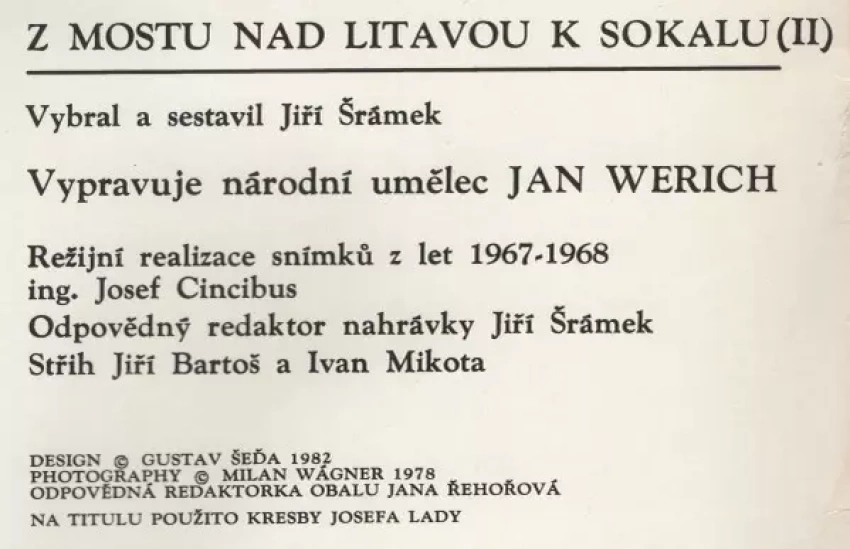 Z MOSTU NAD LITAVOU K SOKALU (II)
Vybral a sestavil Jiří Šrámek
Vypravuje národní umělec JAN WERICH
Režijní realizace snímků z let 1967-1968
ing. Josef Cincibus
Odpovědný redaktor nahrávky Jiří Šrámek
Střih Jiří Bartoš a Ivan Mikota
DESIGN © GUSTAV ŠEĎA 1982
PHOTOGRAPHY © MILAN WÁGNER 1978
ODPOVĚDNÁ REDAKTORKA OBALU JANA ŘEHOŘOVÁ
NA TITULU POUŽITO KRESBY JOSEFA LADY